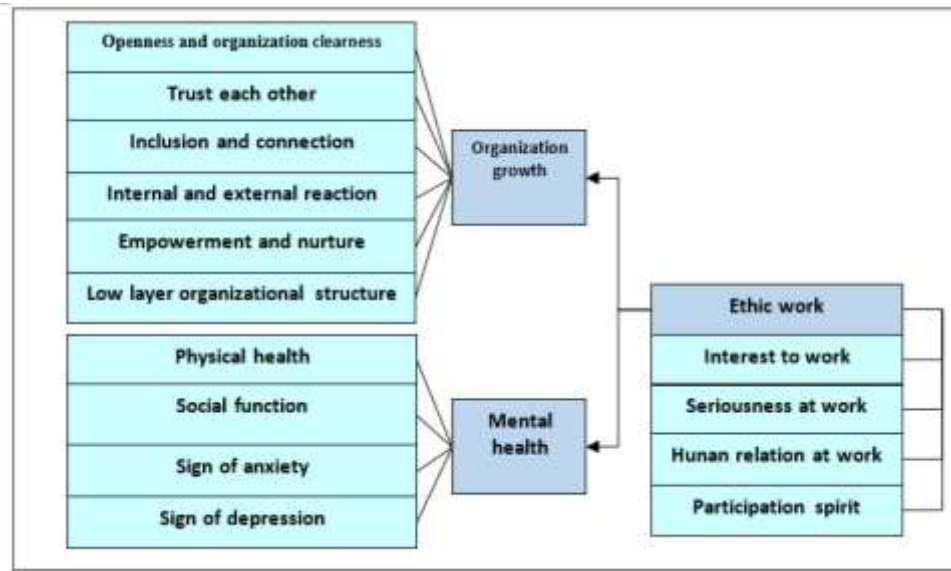 Openness and organization clearness
Trust each other
Inclusion and connection
Internal and external reaction
Empowerment and nurture
Low layer organizational structure
Organization
growth
Physical health
Social function
Sign of anxiety
Sign of depression
Mental
health
Ethic work
Interest to work
Seriousness at work
Hunan relation at work
Participation spirit